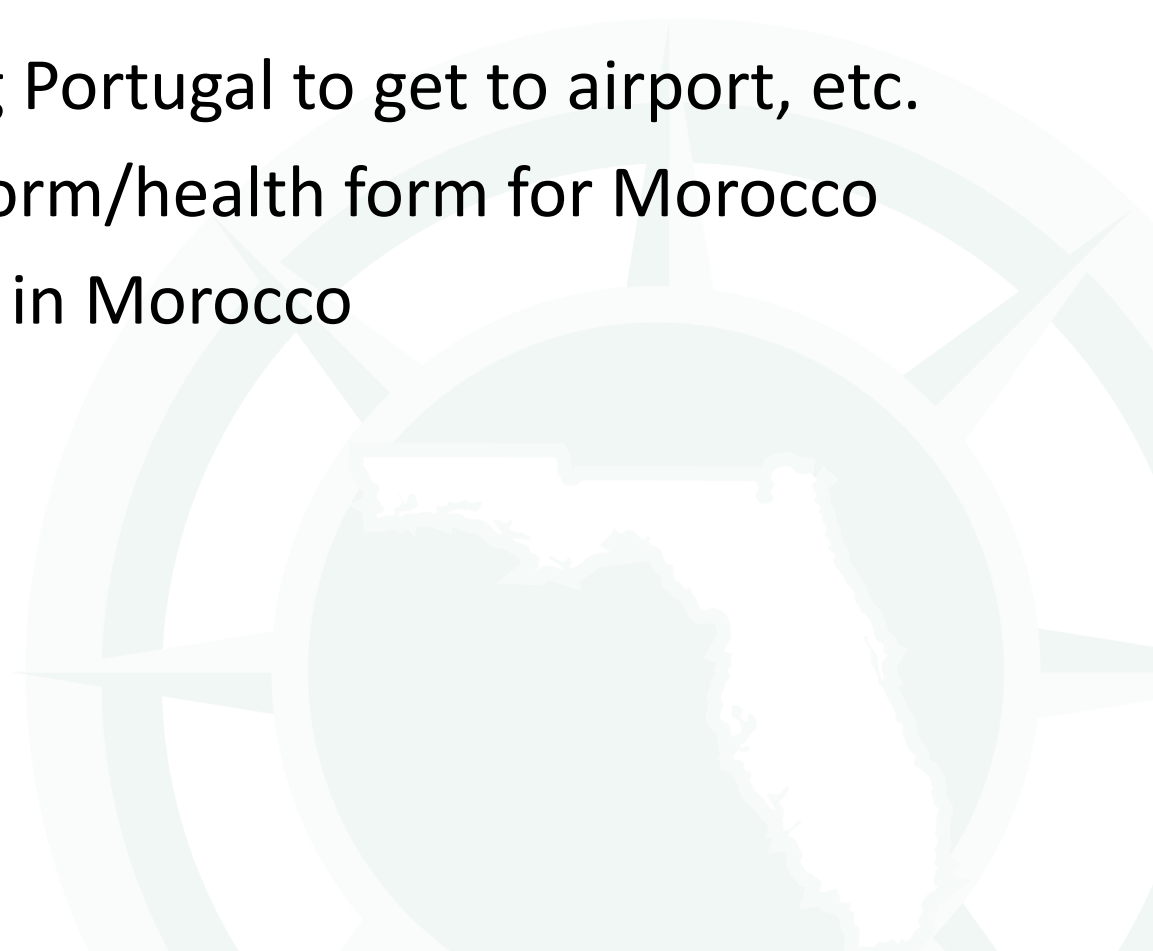 Portugal to get to airport, etc.
orm/health form for Morocco
in Morocco